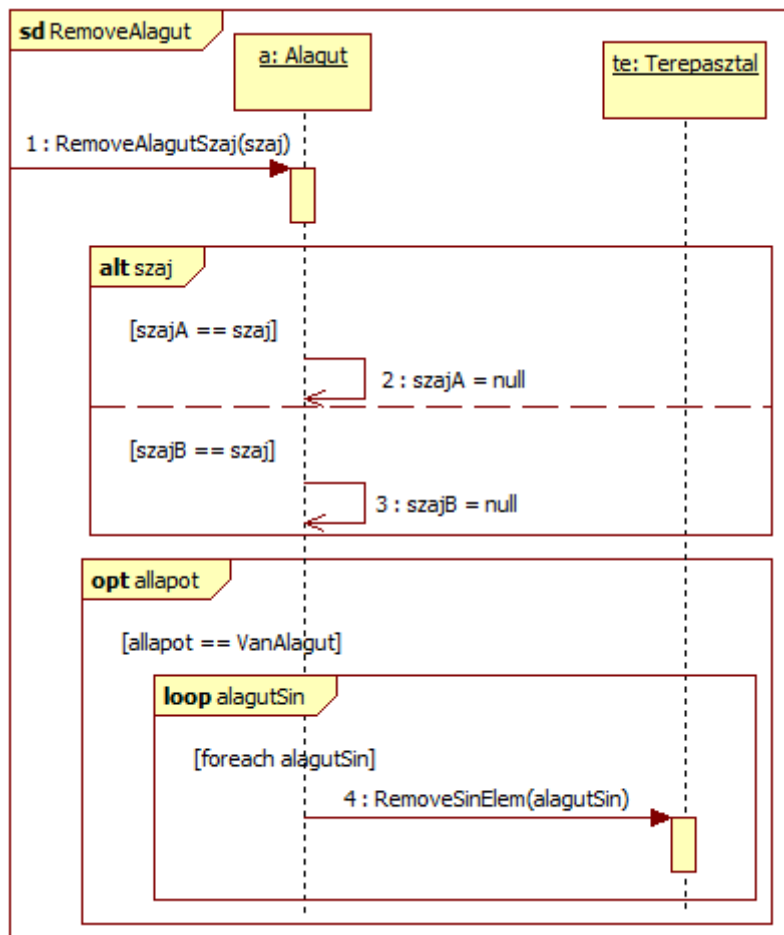 sd RemoveAlagut
a: Alagut
te: Terepasztal
1 : RemoveAlagutSzaj(szaj)
alt szaj
[szajA == szaj]
2 : szajA = null
[szajB == szaj]
3 : szajB = null
opt allapot
[allapot == VanAlagut]
loop alagutSin
[foreach alagutSin]
4 : RemoveSinElem(alagutSin)